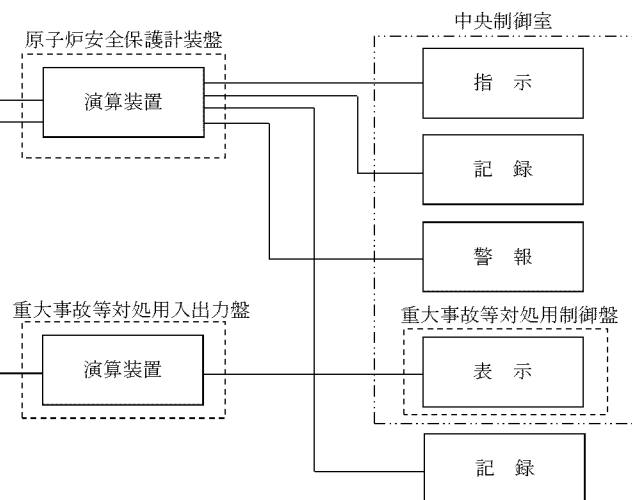 中央制御室
原子炉安全保護計装盤
演算装置
指　示
記　録
警　報
重大事故等対処用入出力盤
重大事故等対処用制御盤
演算装置
表　示
記　録